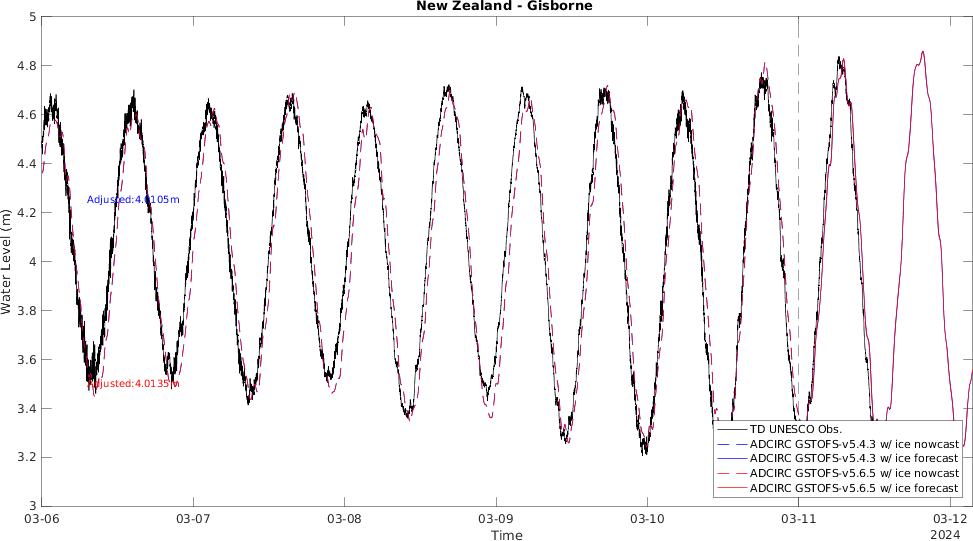 New Zealand - Gisborne
5
4.8
4.6
4.4
4.2
4
3.8
3.6
3.4
3.2
3
Water Level (m)
Adjusted:4.0105m
Adjusted:4.0135m
TD UNESCO Obs.
ADCIRC GSTOFS-v5.4.3 w/ ice nowcast
ADCIRC GSTOFS-v5.4.3 w/ ice forecast
ADCIRC GSTOFS-v5.6.5 w/ ice nowcast
ADCIRC GSTOFS-v5.6.5 w/ ice forecast
03-06 03-07 03-08 03-09 03-10 03-11 03-12
Time
2024